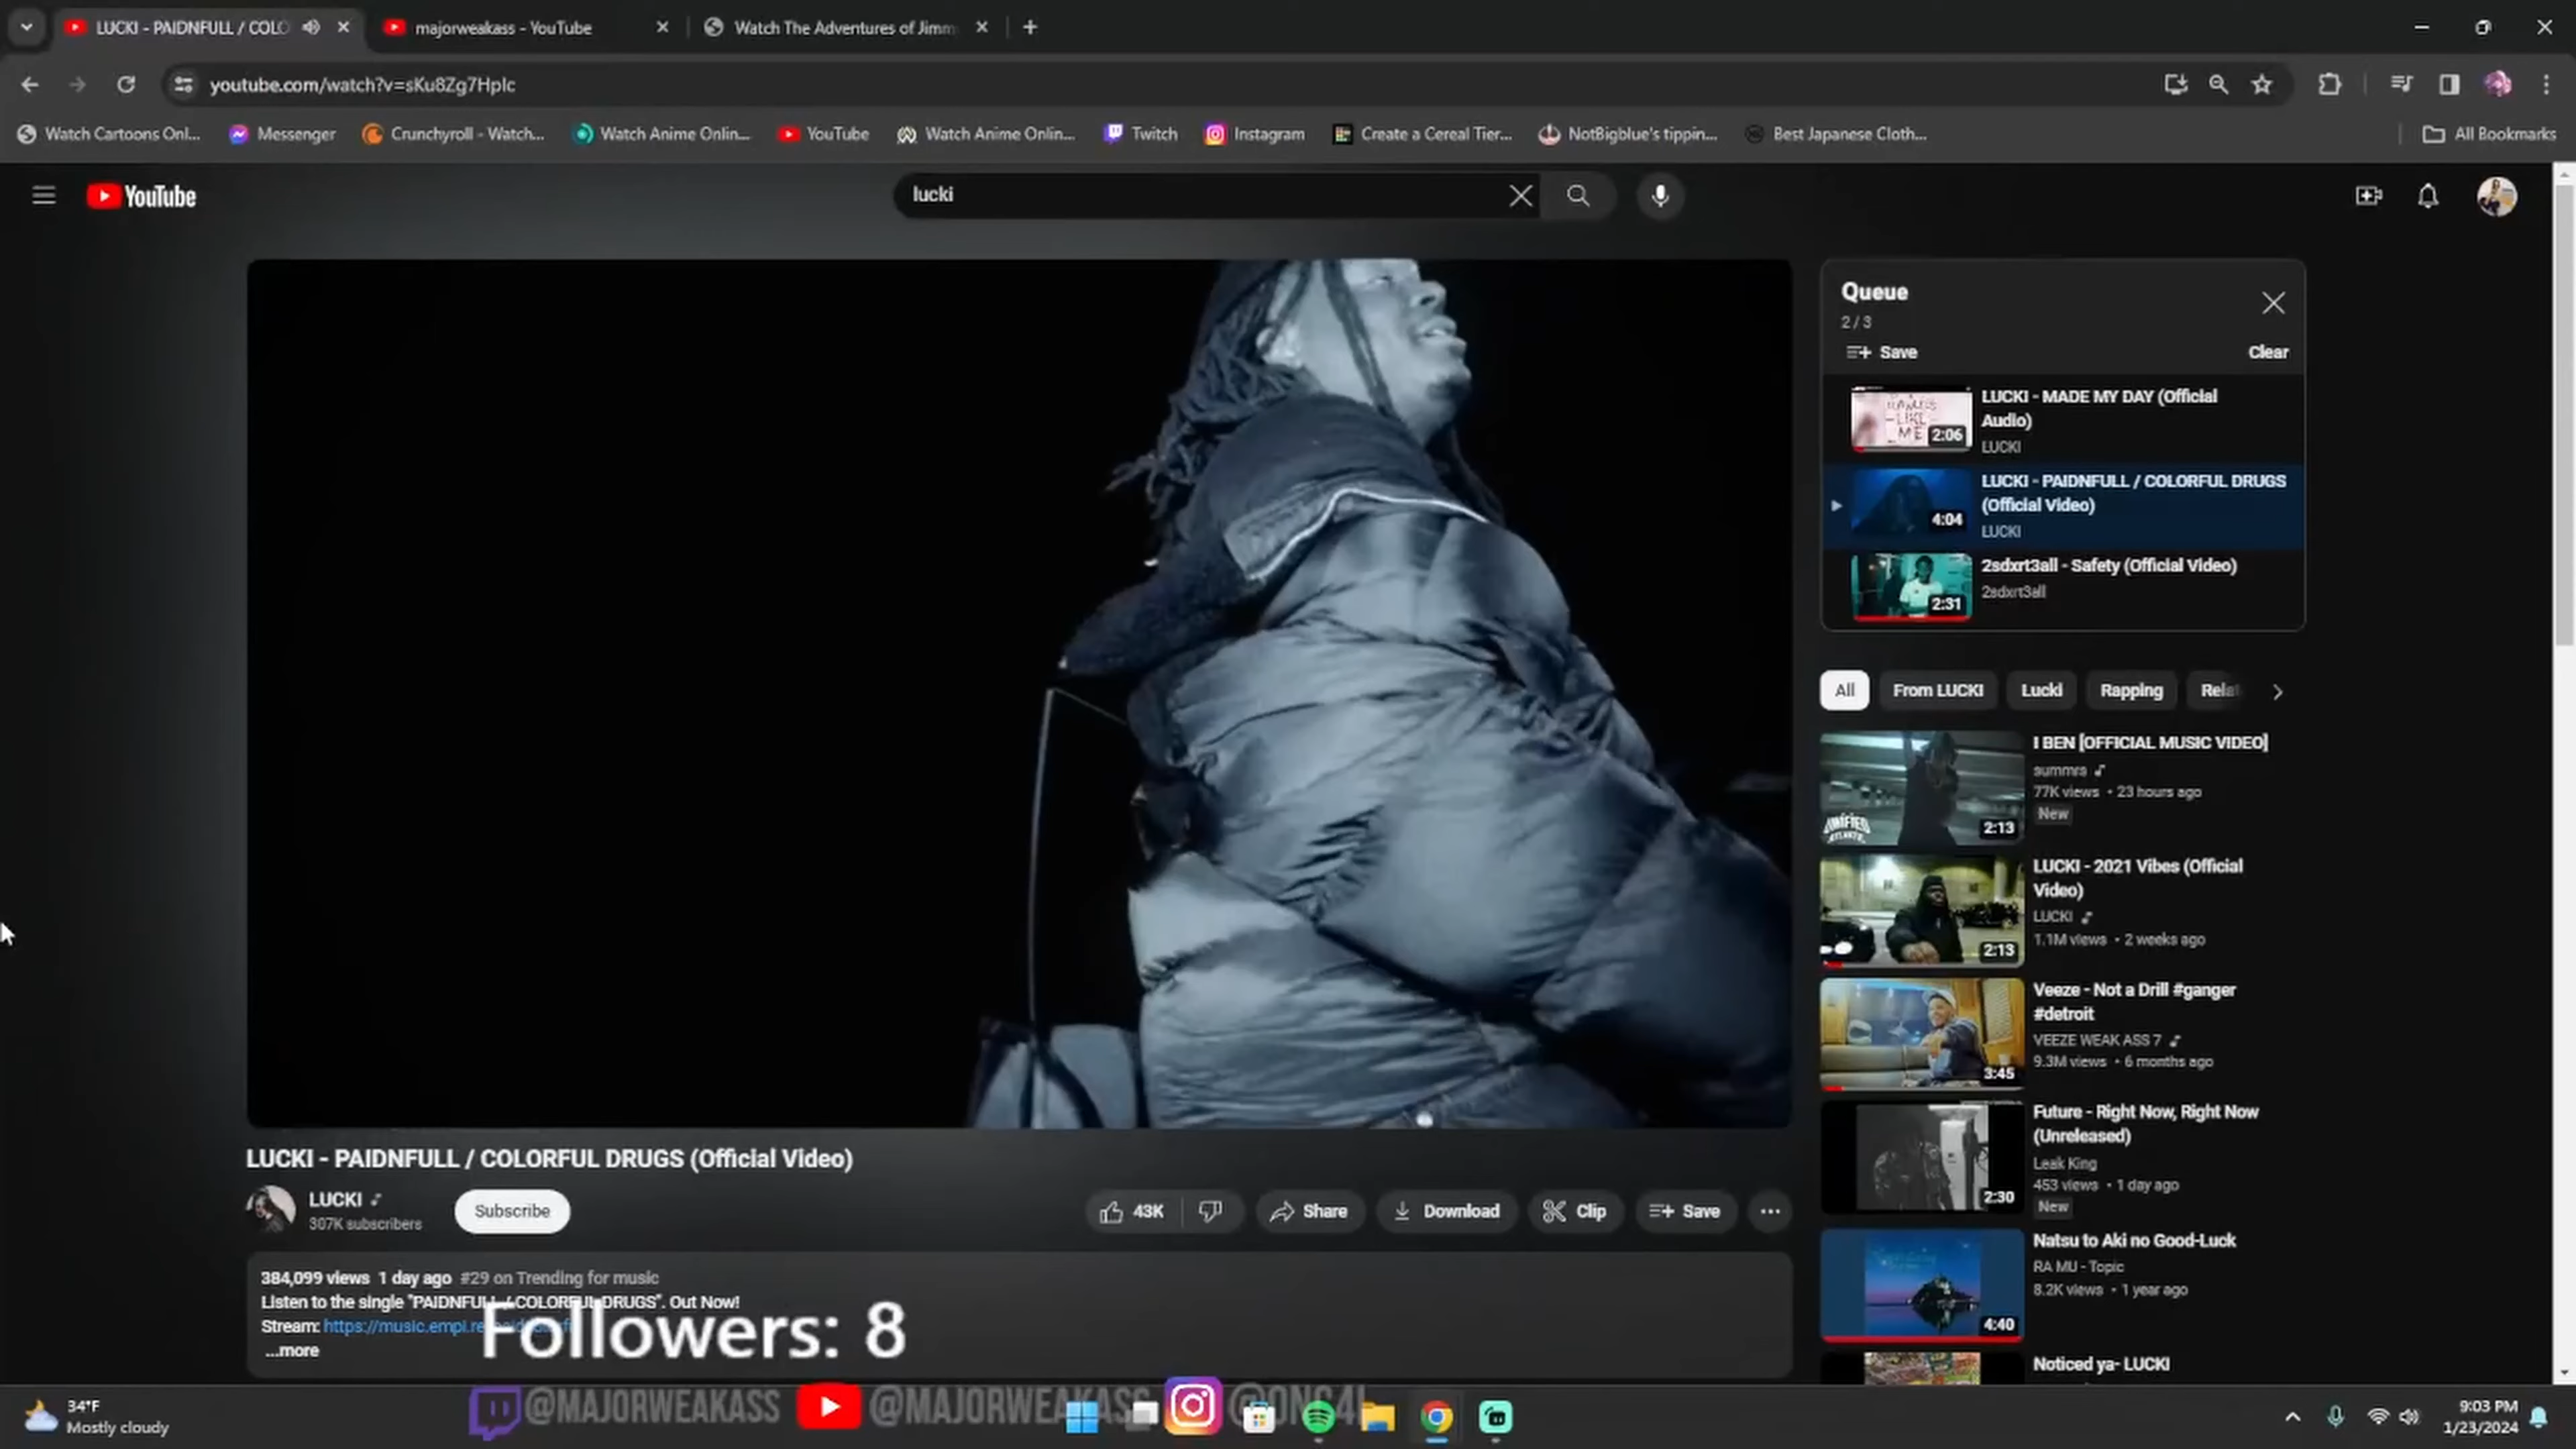 LUCKI - PAIDNFULL / COLO
majorweakass - YouTube
Watch The Adventures of Jimm
youtube.com/watch?v=sKu8Zg7HpIc
Watch Cartoons Onl...
Messenger
Crunchyroll - Watch...
Watch Anime Onlin...
YouTube
Watch Anime Onlin...
Twitch
Instagram
Create a Cereal Tier...
NotBigblue's tippin...
Best Japanese Cloth...
All Bookmarks
YouTube
lucki
Queue
2 / 3
Save
Clear
LUCKI - MADE MY DAY (Official
Audio)
LUCKI
2:06
LUCKI - PAIDNFULL / COLORFUL DRUGS
(Official Video)
LUCKI
4:04
2sdxrt3all - Safety (Official Video)
2sdxrt3all
2:31
All
From LUCKI
Lucki
Rapping
Rela
I BEN [OFFICIAL MUSIC VIDEO]
summrs
77K views • 23 hours ago
New
2:13
LUCKI - 2021 Vibes (Official
Video)
LUCKI
1.1M views • 2 weeks ago
2:13
Veeze - Not a Drill #ganger
#detroit
VEEZE WEAK ASS 7
9.3M views • 6 months ago
3:45
Future - Right Now, Right Now
(Unreleased)
Leak King
453 views • 1 day ago
New
2:30
Natsu to Aki no Good-Luck
RA MU - Topic
8.2K views • 1 year ago
4:40
Noticed ya- LUCKI
LUCKI - PAIDNFULL / COLORFUL DRUGS (Official Video)
LUCKI
307K subscribers
Subscribe
43K
Share
Download
Clip
Save
384,099 views 1 day ago #29 on Trending for music
Listen to the single "PAIDNFULL / COLORFUL DRUGS". Out Now!
Stream: https://music.empi.re
...more
Followers: 8
@MAJORWEAKASS
@MAJORWEAKASS
34°F
Mostly cloudy
9:03 PM
1/23/2024